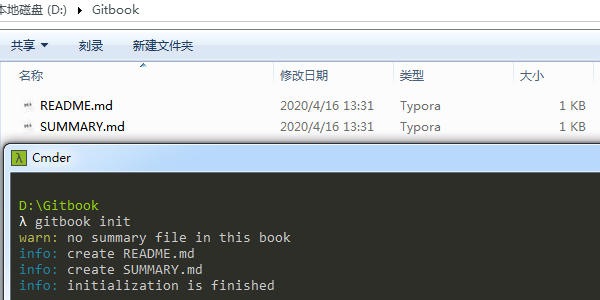 本地磁盘 (D:) ▸ Gitbook
共享 ▼ 刻录 新建文件夹
名称 修改日期 类型 大小
README.md 2020/4/16 13:31 Typora 1 KB
SUMMARY.md 2020/4/16 13:31 Typora 1 KB
λ Cmder
D:\Gitbook
λ gitbook init
warn: no summary file in this book
info: create README.md
info: create SUMMARY.md
info: initialization is finished